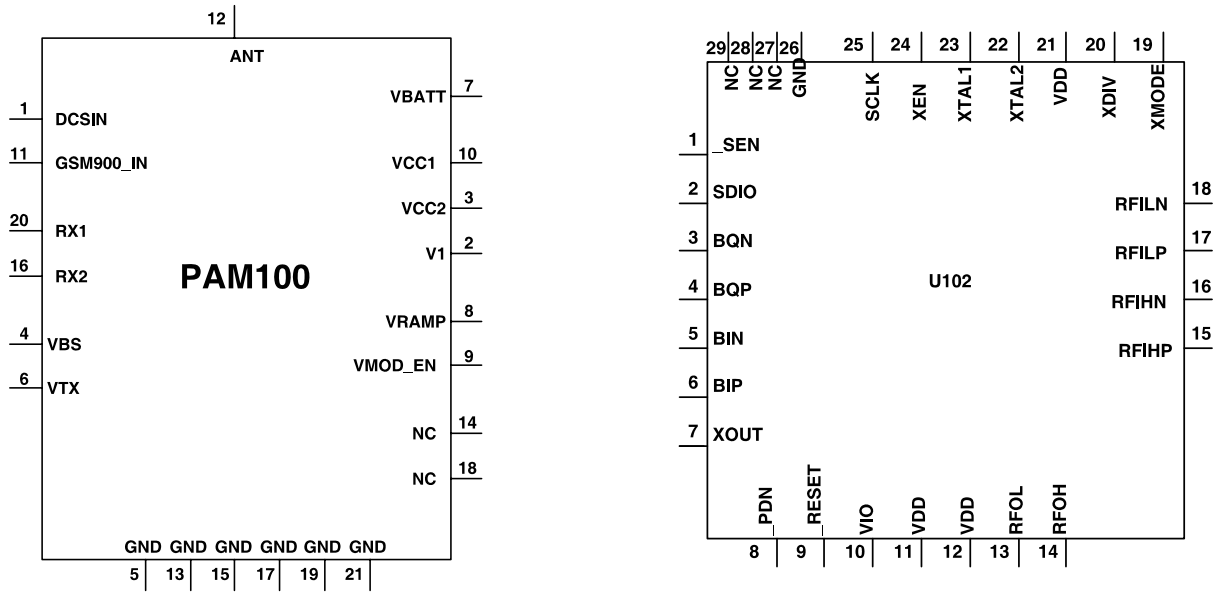 12
ANT
1 DCSIN
11 GSM900_IN
20 RX1
16 RX2
4 VBS
6 VTX
PAM100
VBATT 7
VCC1 10
VCC2 3
V1 2
VRAMP 8
VMOD_EN 9
NC 14
NC 18
GND GND GND GND GND GND
5 13 15 17 19 21
29 28 27 26 25 24 23 22 21 20 19
NC NC NC GND SCLK XEN XTAL1 XTAL2 VDD XDIV XMODE
1 _SEN
2 SDIO
3 BQN
4 BQP
5 BIN
6 BIP
7 XOUT
U102
RFILN 18
RFILP 17
RFIHN 16
RFIHP 15
_PDN _RESET VIO VDD VDD RFOL RFOH
8 9 10 11 12 13 14